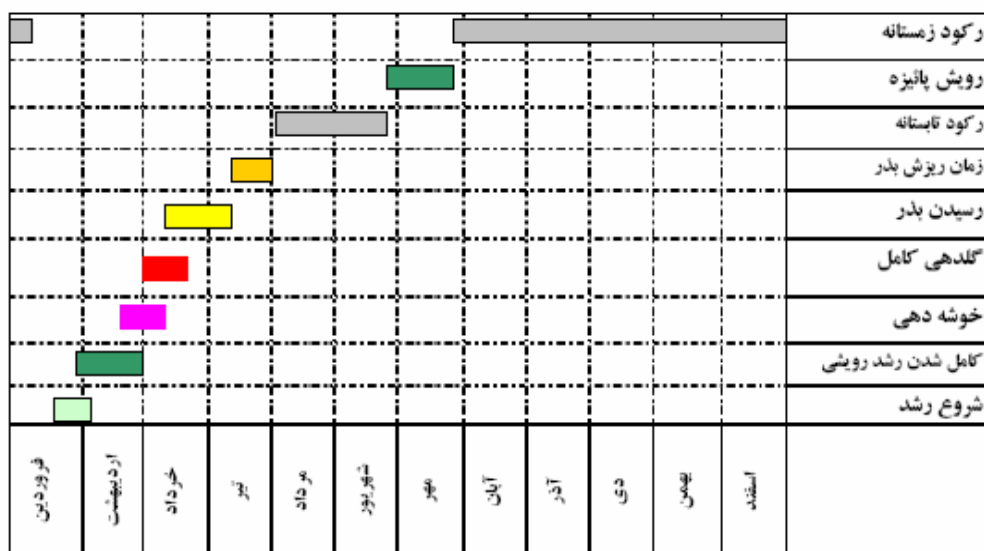 رکود زمستانه
رویش پائیزه
رکود تابستانه
زمان ریزش بذر
رسیدن بذر
گلدهی کامل
خوشه دهی
کامل شدن رشد رویشی
شروع رشد
فروردین
اردیبهشت
خرداد
تیر
مرداد
شهریور
مهر
آبان
آذر
دی
بهمن
اسفند